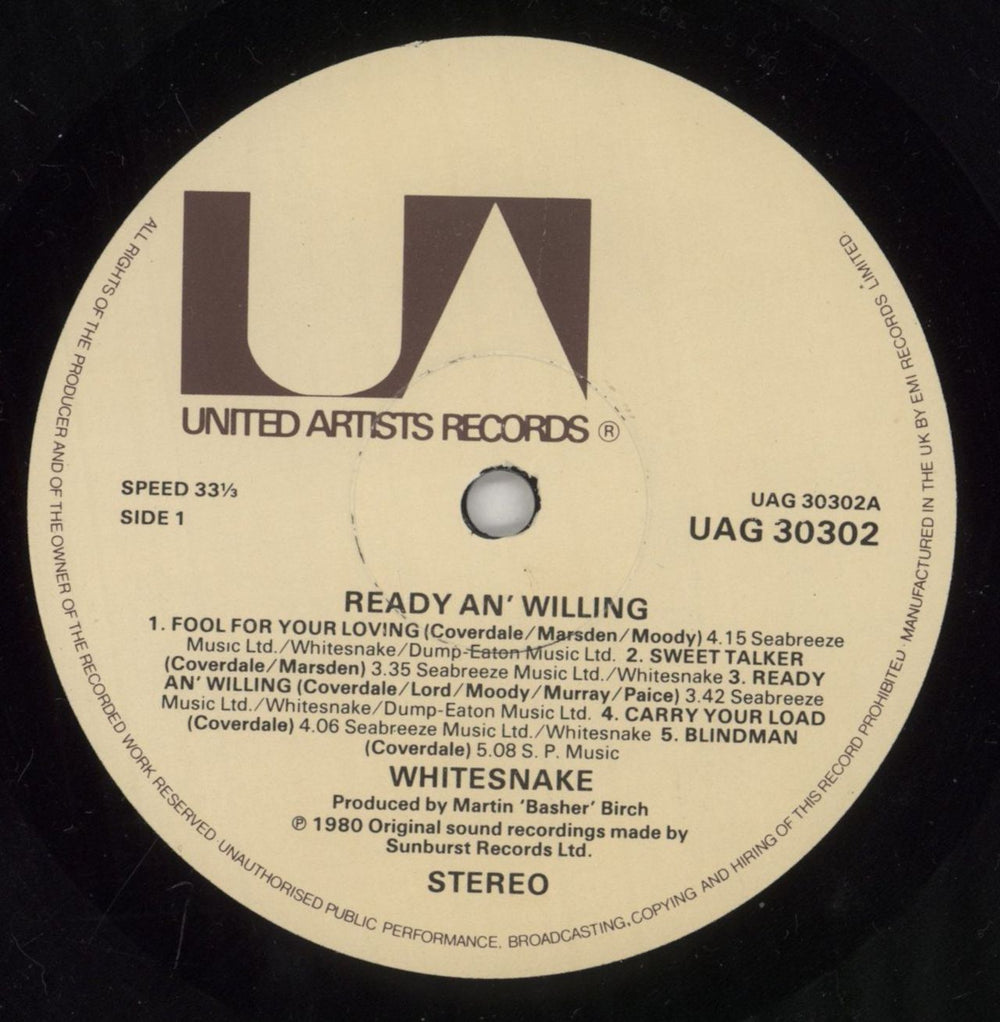 UA
UNITED ARTISTS RECORDS ®
SPEED 33⅓
SIDE 1
UAG 30302A
UAG 30302
READY AN' WILLING
1. FOOL FOR YOUR LOVING (Coverdale/Marsden/Moody) 4.15 Seabreeze
Music Ltd./Whitesnake/Dump-Eaton Music Ltd. 2. SWEET TALKER
(Coverdale/Marsden) 3.35 Seabreeze Music Ltd./Whitesnake 3. READY
AN' WILLING (Coverdale/Lord/Moody/Murray/Paice) 3.42 Seabreeze
Music Ltd./Whitesnake/Dump-Eaton Music Ltd. 4. CARRY YOUR LOAD
(Coverdale) 4.06 Seabreeze Music Ltd./Whitesnake 5. BLINDMAN
(Coverdale) 5.08 S. P. Music
WHITESNAKE
Produced by Martin 'Basher' Birch
℗ 1980 Original sound recordings made by
Sunburst Records Ltd.
STEREO
ALL RIGHTS OF THE PRODUCER AND OF THE OWNER OF THE RECORDED WORK RESERVED. UNAUTHORISED PUBLIC PERFORMANCE, BROADCASTING, COPYING AND HIRING OF THIS RECORD PROHIBITED. MANUFACTURED IN THE UK BY EMI RECORDS LIMITED.